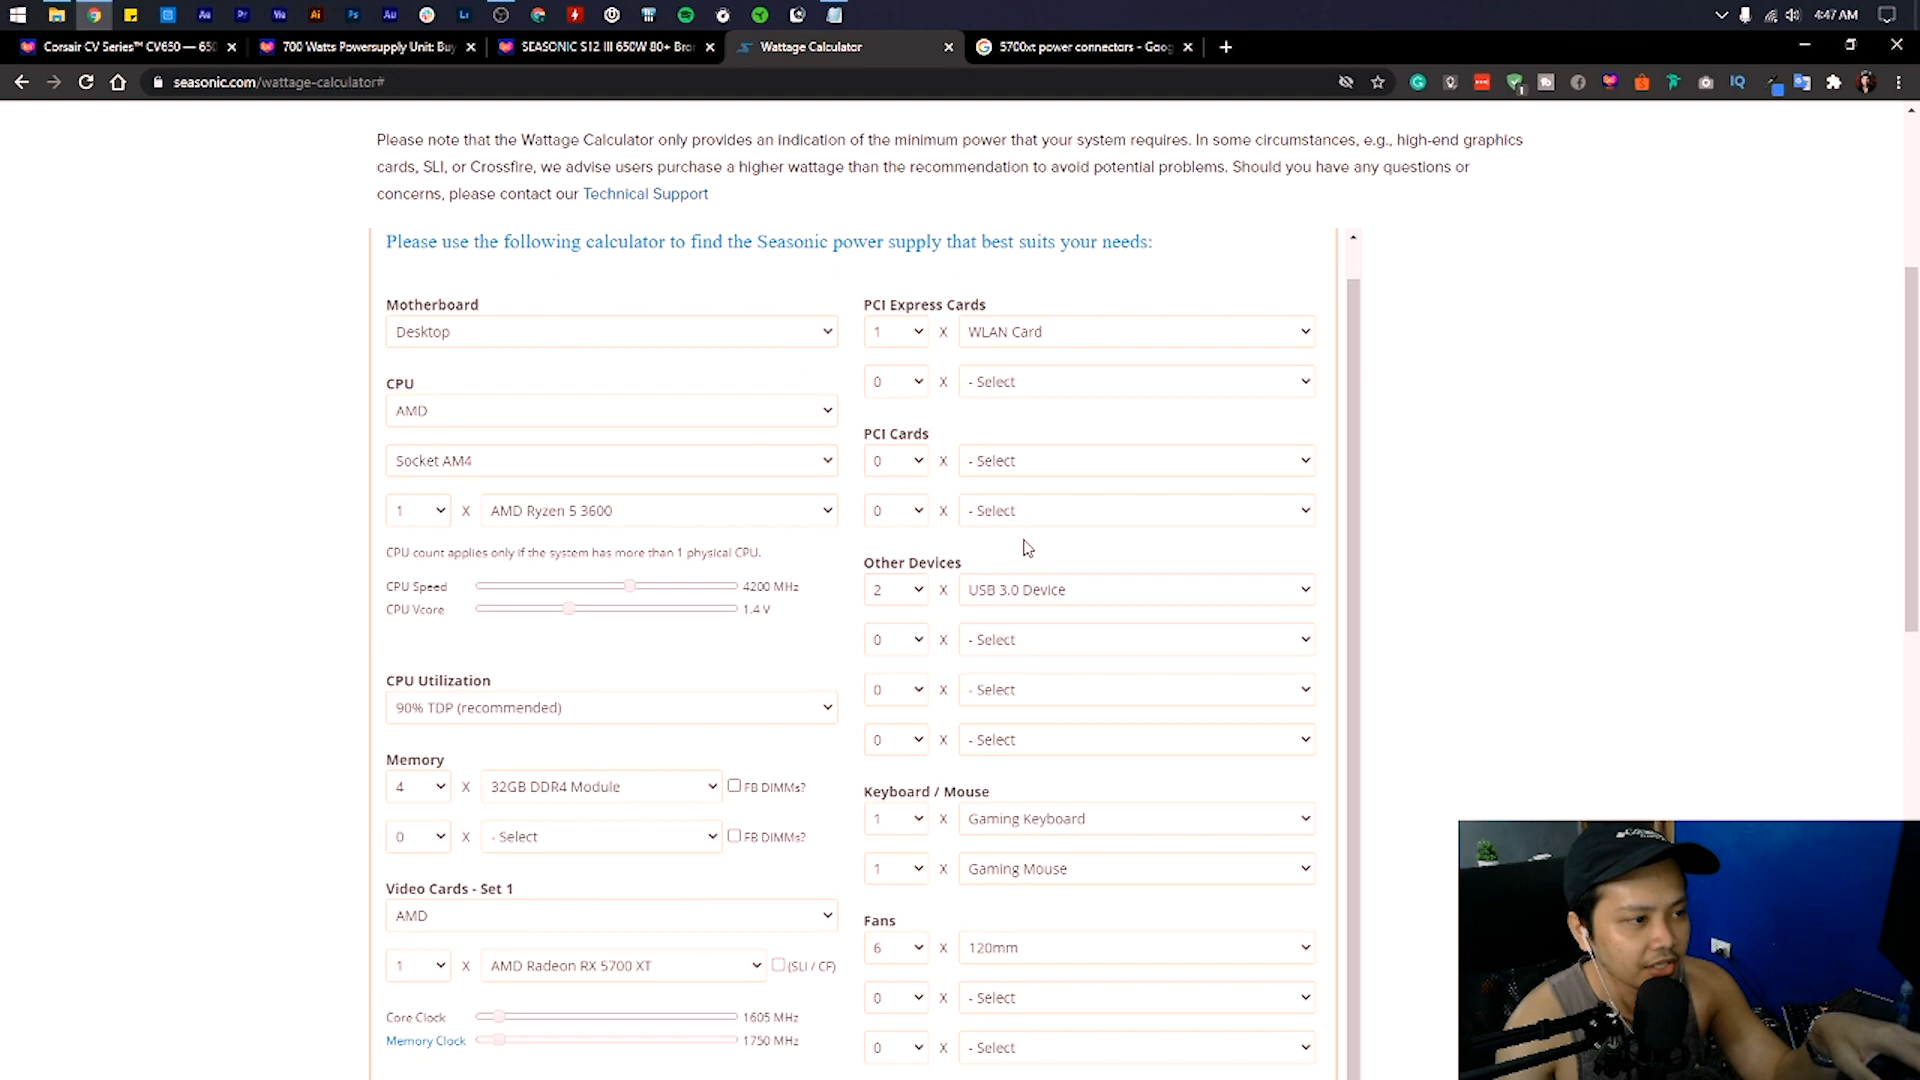 4:47 AM
Corsair CV Series™ CV650 — 650
700 Watts Powersupply Unit: Buy
SEASONIC S12 III 650W 80+ Bro
Wattage Calculator
5700xt power connectors - Goog
seasonic.com/wattage-calculator#
Please note that the Wattage Calculator only provides an indication of the minimum power that your system requires. In some circumstances, e.g., high-end graphics
cards, SLI, or Crossfire, we advise users purchase a higher wattage than the recommendation to avoid potential problems. Should you have any questions or
concerns, please contact our Technical Support
Please use the following calculator to find the Seasonic power supply that best suits your needs:
Motherboard
Desktop
CPU
AMD
Socket AM4
1 X AMD Ryzen 5 3600
CPU count applies only if the system has more than 1 physical CPU.
CPU Speed 4200 MHz
CPU Vcore 1.4 V
CPU Utilization
90% TDP (recommended)
Memory
4 X 32GB DDR4 Module FB DIMMs?
0 X - Select FB DIMMs?
Video Cards - Set 1
AMD
1 X AMD Radeon RX 5700 XT (SLI / CF)
Core Clock 1605 MHz
Memory Clock 1750 MHz
PCI Express Cards
1 X WLAN Card
0 X - Select
PCI Cards
0 X - Select
0 X - Select
Other Devices
2 X USB 3.0 Device
0 X - Select
0 X - Select
0 X - Select
Keyboard / Mouse
1 X Gaming Keyboard
1 X Gaming Mouse
Fans
6 X 120mm
0 X - Select
0 X - Select